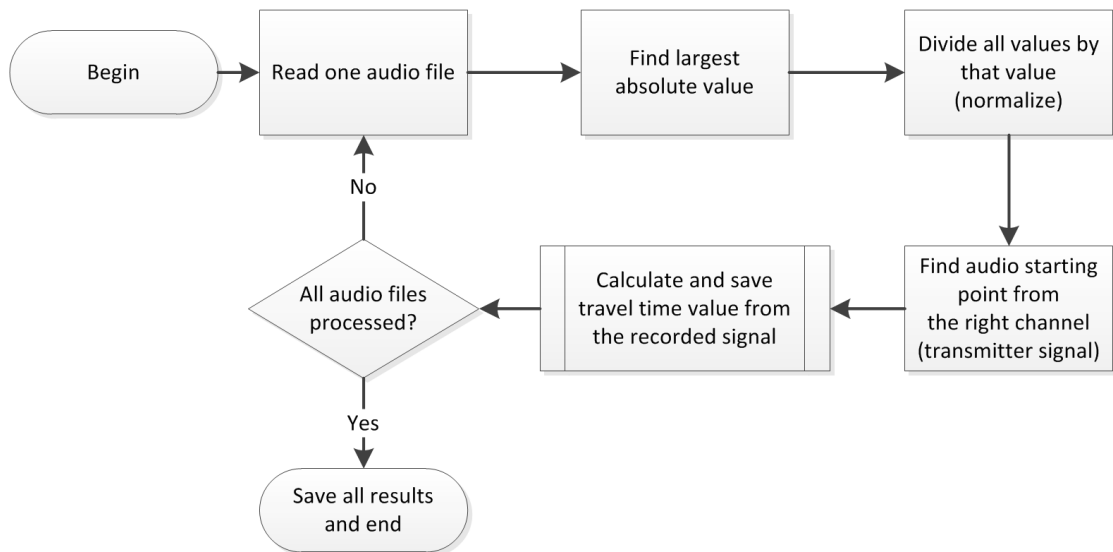 Begin
Read one audio file
Find largest
absolute value
Divide all values by
that value
(normalize)
Find audio starting
point from
the right channel
(transmitter signal)
Calculate and save
travel time value from
the recorded signal
All audio files
processed?
No
Yes
Save all results
and end